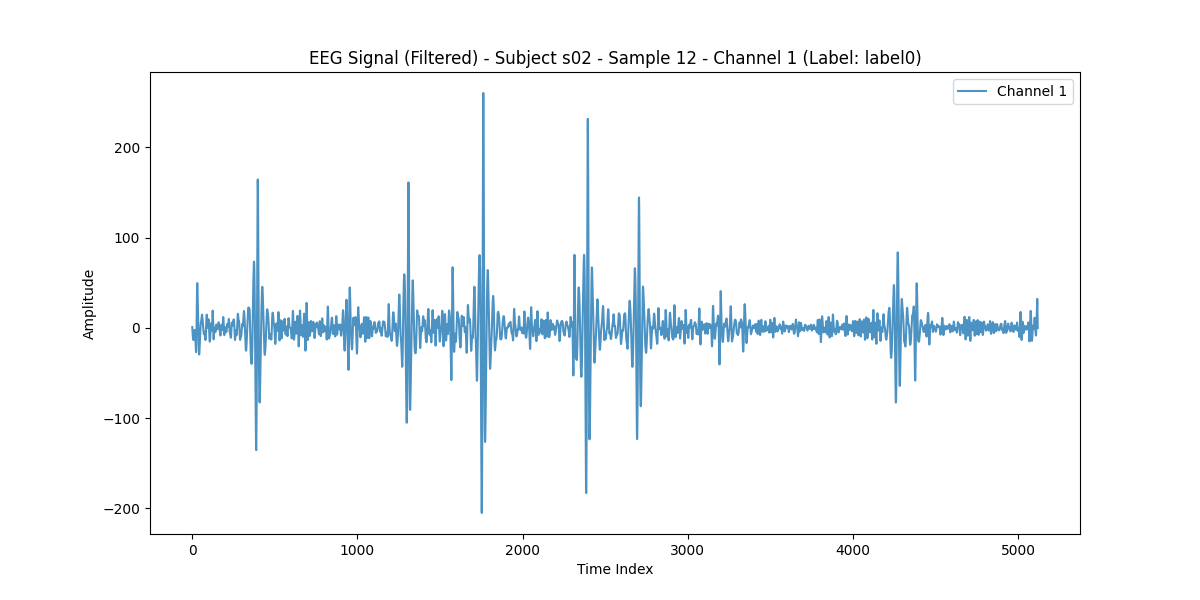 EEG Signal (Filtered) - Subject s02 - Sample 12 - Channel 1 (Label: label0)
Channel 1
Amplitude
200
100
0
−100
−200
0 1000 2000 3000 4000 5000
Time Index